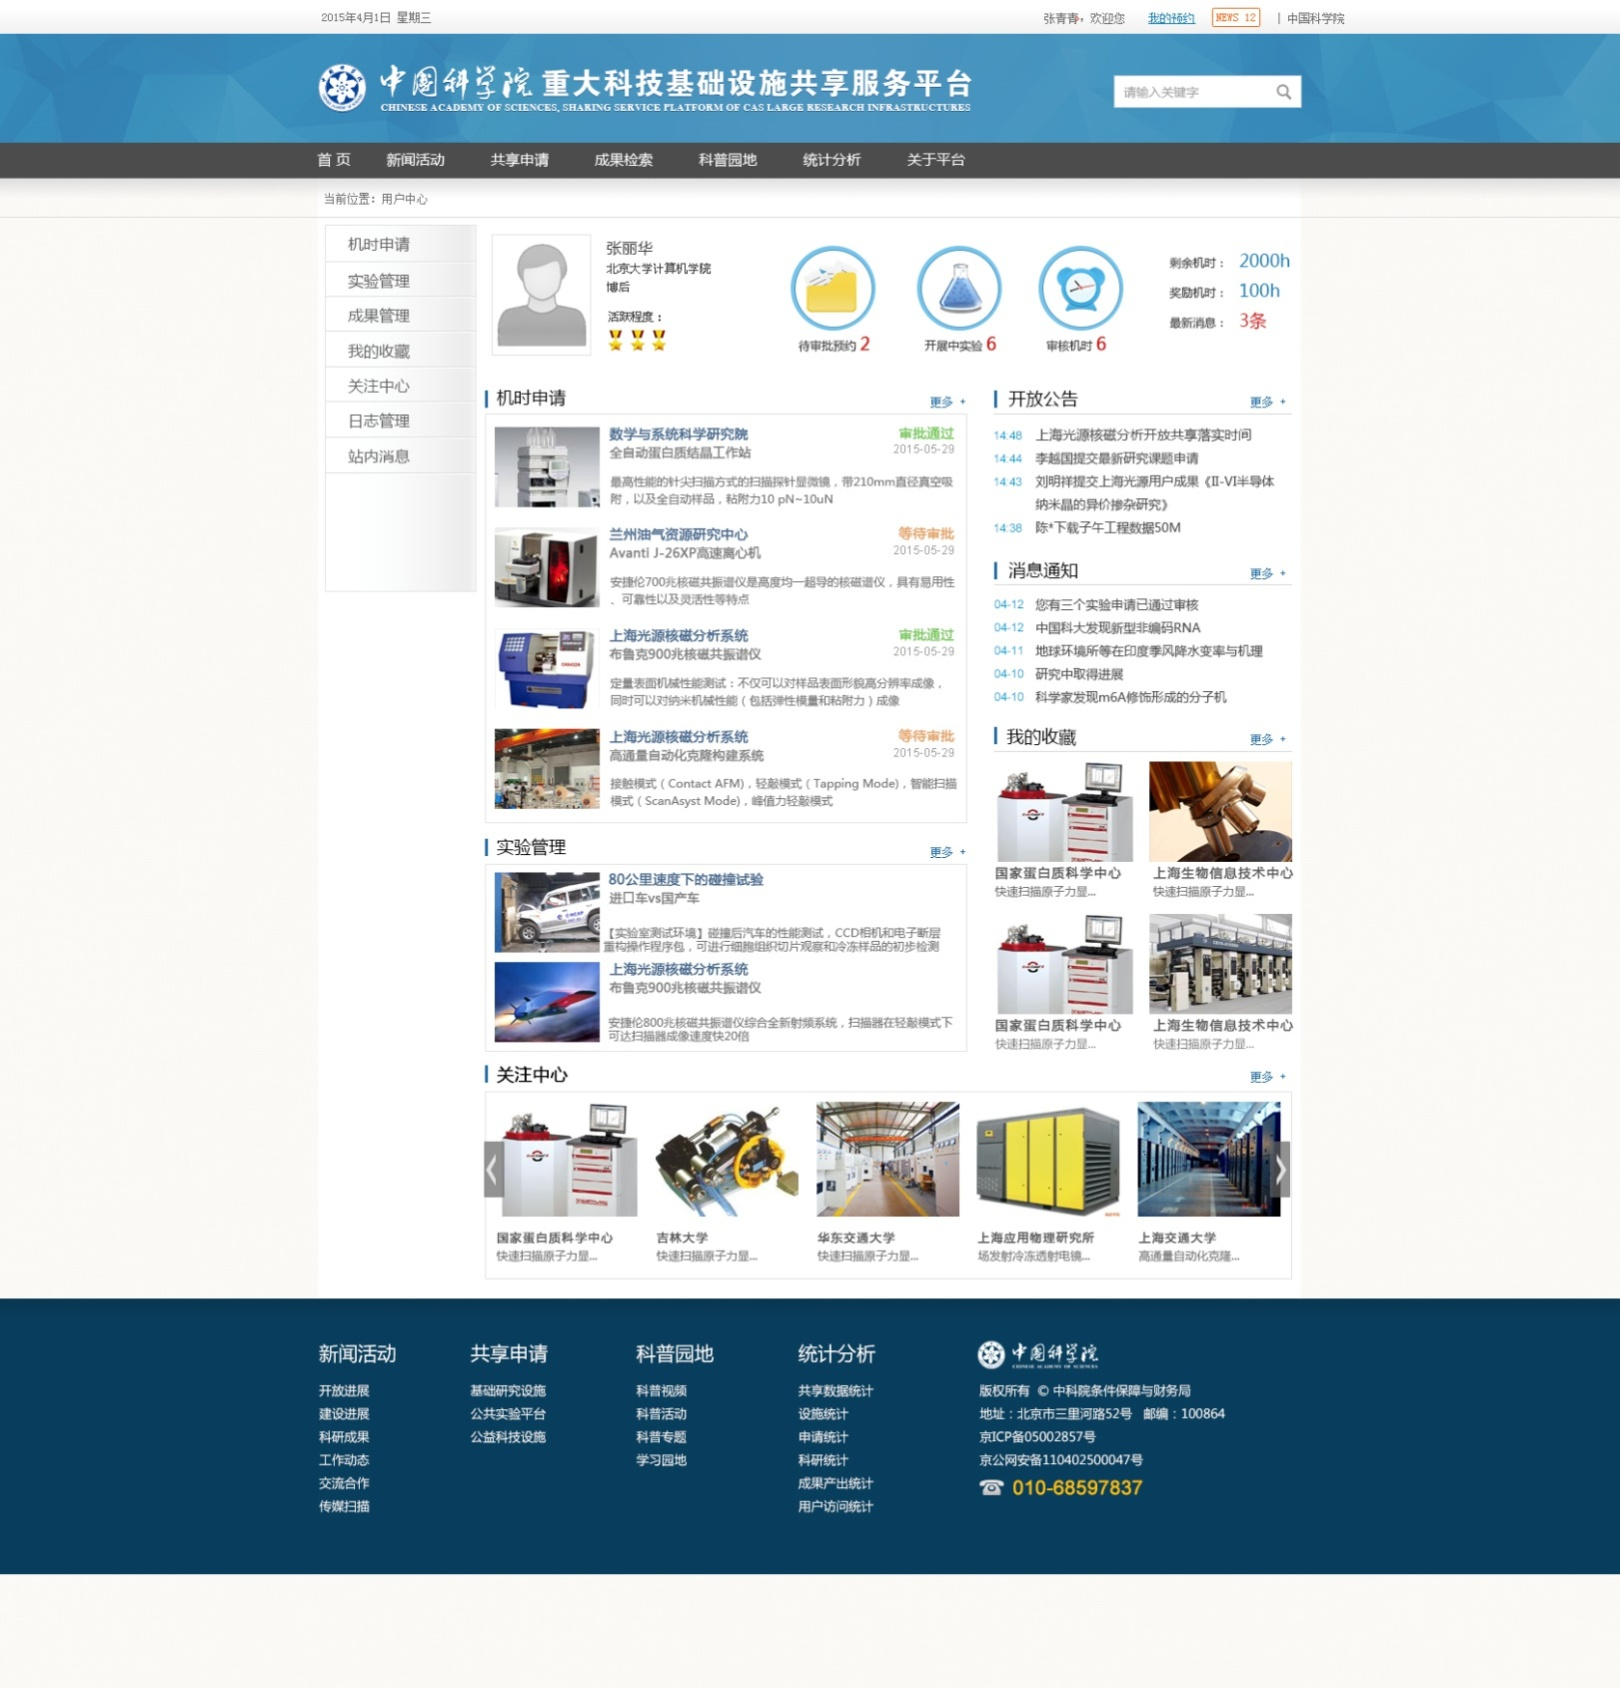 2015年4月1日 星期三
张青青，欢迎您 我的预约 NEWS 12 | 中国科学院
中国科学院 重大科技基础设施共享服务平台
CHINESE ACADEMY OF SCIENCES, SHARING SERVICE PLATFORM OF CAS LARGE RESEARCH INFRASTRUCTURES
请输入关键字
首 页 新闻活动 共享申请 成果检索 科普园地 统计分析 关于平台
当前位置：用户中心
机时申请
实验管理
成果管理
我的收藏
关注中心
日志管理
站内消息
张丽华
北京大学计算机学院
博后
活跃程度：
待审批预约 2
开展中实验 6
审核机时 6
剩余机时： 2000h
奖励机时： 100h
最新消息： 3条
机时申请 更多 +
数学与系统科学研究院 审批通过
全自动蛋白质结晶工作站 2015-05-29
最高性能的针尖扫描方式的扫描探针显微镜，带210mm直径真空吸
附，以及全自动样品，粘附力10 pN~10uN
兰州油气资源研究中心 等待审批
Avanti J-26XP高速离心机 2015-05-29
安捷伦700兆核磁共振谱仪是高度均一超导的核磁谱仪，具有易用性
、可靠性以及灵活性等特点
上海光源核磁分析系统 审批通过
布鲁克900兆核磁共振谱仪 2015-05-29
定量表面机械性能测试：不仅可以对样品表面形貌高分辨率成像，
同时可以对纳米机械性能（包括弹性模量和粘附力）成像
上海光源核磁分析系统 等待审批
高通量自动化克隆构建系统 2015-05-29
接触模式（Contact AFM)，轻敲模式（Tapping Mode)，智能扫描
模式（ScanAsyst Mode)，峰值力轻敲模式
实验管理 更多 +
80公里速度下的碰撞试验
进口车vs国产车
【实验室测试环境】碰撞后汽车的性能测试，CCD相机和电子断层
重构操作程序包，可进行细胞组织切片观察和冷冻样品的初步检测
上海光源核磁分析系统
布鲁克900兆核磁共振谱仪
安捷伦800兆核磁共振谱仪综合全新射频系统，扫描器在轻敲模式下
可达扫描器成像速度快20倍
开放公告 更多 +
14:48 上海光源核磁分析开放共享落实时间
14:44 李越国提交最新研究课题申请
14:43 刘明祥提交上海光源用户成果《II-VI半导体
纳米晶的异价掺杂研究》
14:38 陈*下载子午工程数据50M
消息通知 更多 +
04-12 您有三个实验申请已通过审核
04-12 中国科大发现新型非编码RNA
04-11 地球环境所等在印度季风降水变率与机理
04-10 研究中取得进展
04-10 科学家发现m6A修饰形成的分子机
我的收藏 更多 +
国家蛋白质科学中心 上海生物信息技术中心
快速扫描原子力显... 快速扫描原子力显...
国家蛋白质科学中心 上海生物信息技术中心
快速扫描原子力显... 快速扫描原子力显...
关注中心 更多 +
国家蛋白质科学中心 吉林大学 华东交通大学 上海应用物理研究所 上海交通大学
快速扫描原子力显... 快速扫描原子力显... 快速扫描原子力显... 场发射冷冻透射电镜... 高通量自动化克隆...
新闻活动
开放进展
建设进展
科研成果
工作动态
交流合作
传媒扫描
共享申请
基础研究设施
公共实验平台
公益科技设施
科普园地
科普视频
科普活动
科普专题
学习园地
统计分析
共享数据统计
设施统计
申请统计
科研统计
成果产出统计
用户访问统计
中国科学院
CHINESE ACADEMY OF SCIENCES
版权所有 © 中科院条件保障与财务局
地址：北京市三里河路52号 邮编：100864
京ICP备05002857号
京公网安备110402500047号
010-68597837